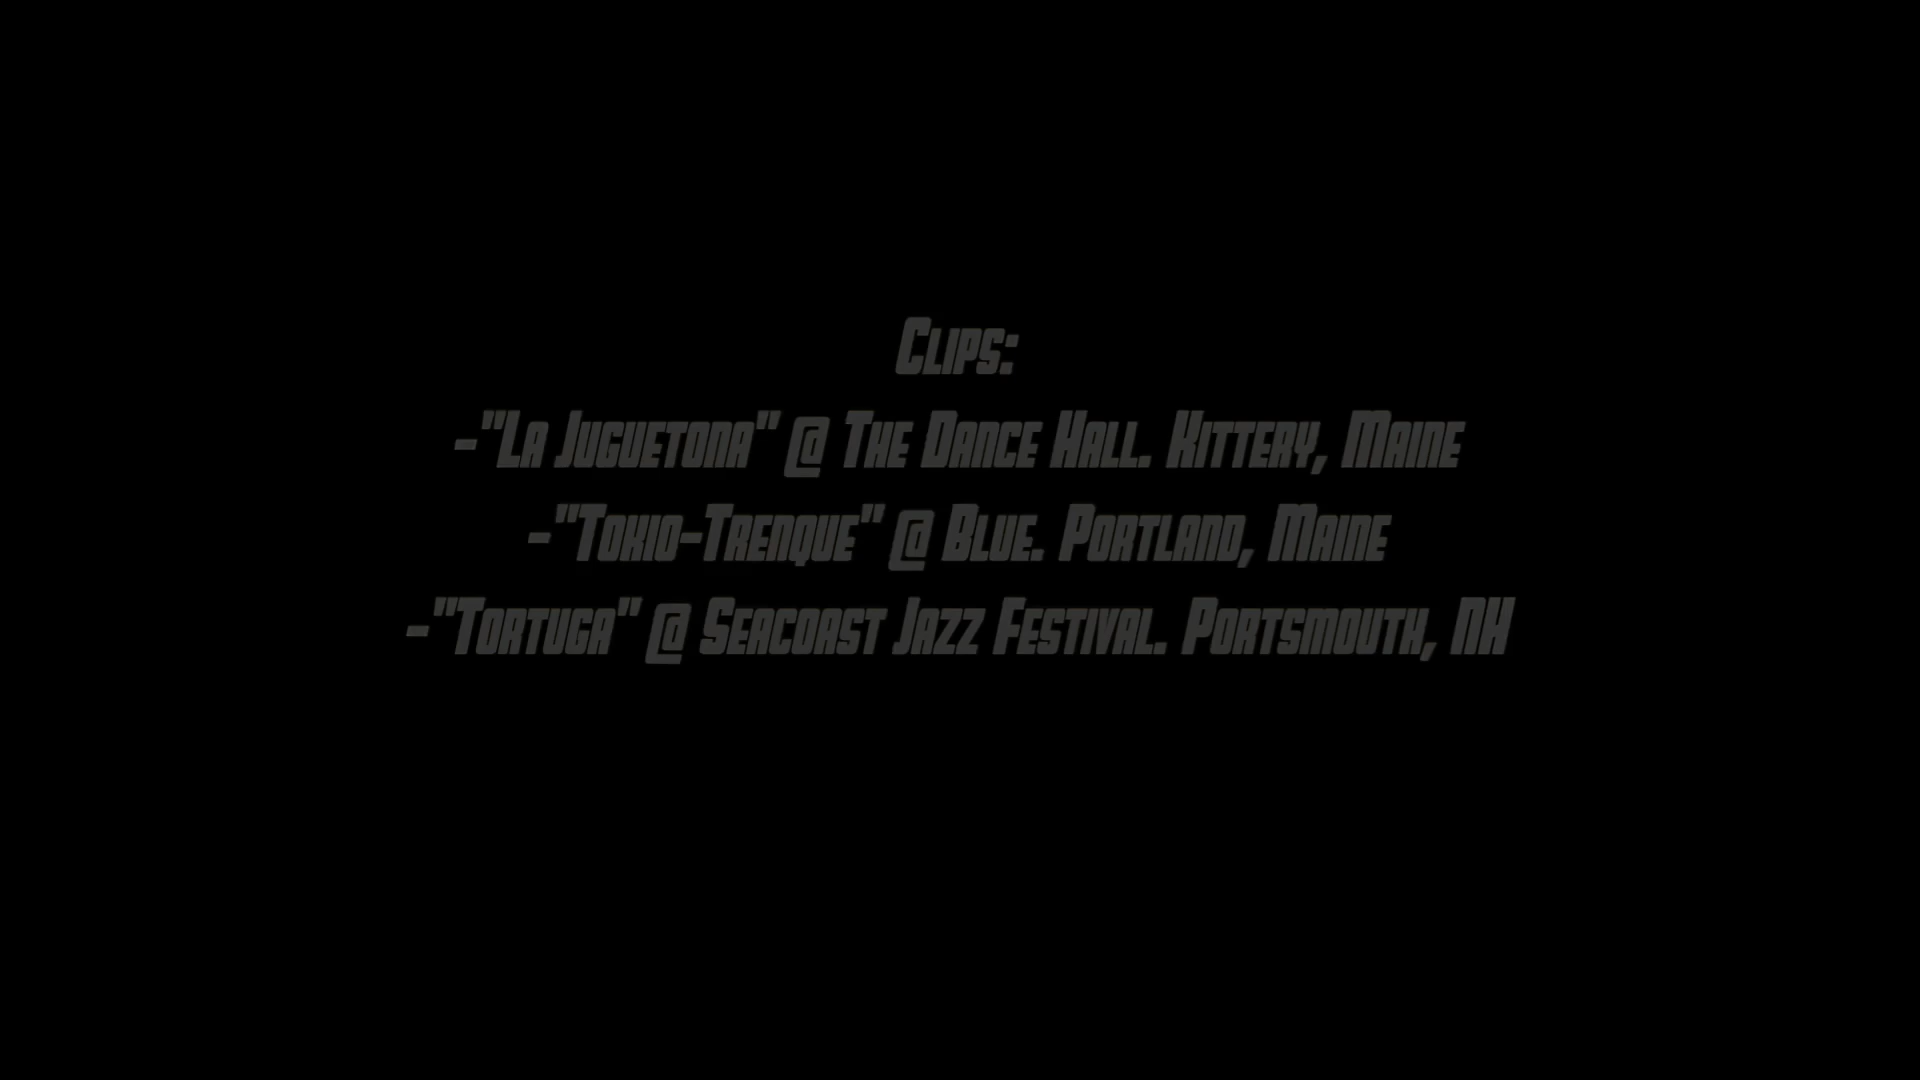 Clips:
-"La Juguetona" @ The Dance Hall. Kittery, Maine
-"Tokio-Trenque" @ Blue. Portland, Maine
-"Tortuga" @ Seacoast Jazz Festival. Portsmouth, NH